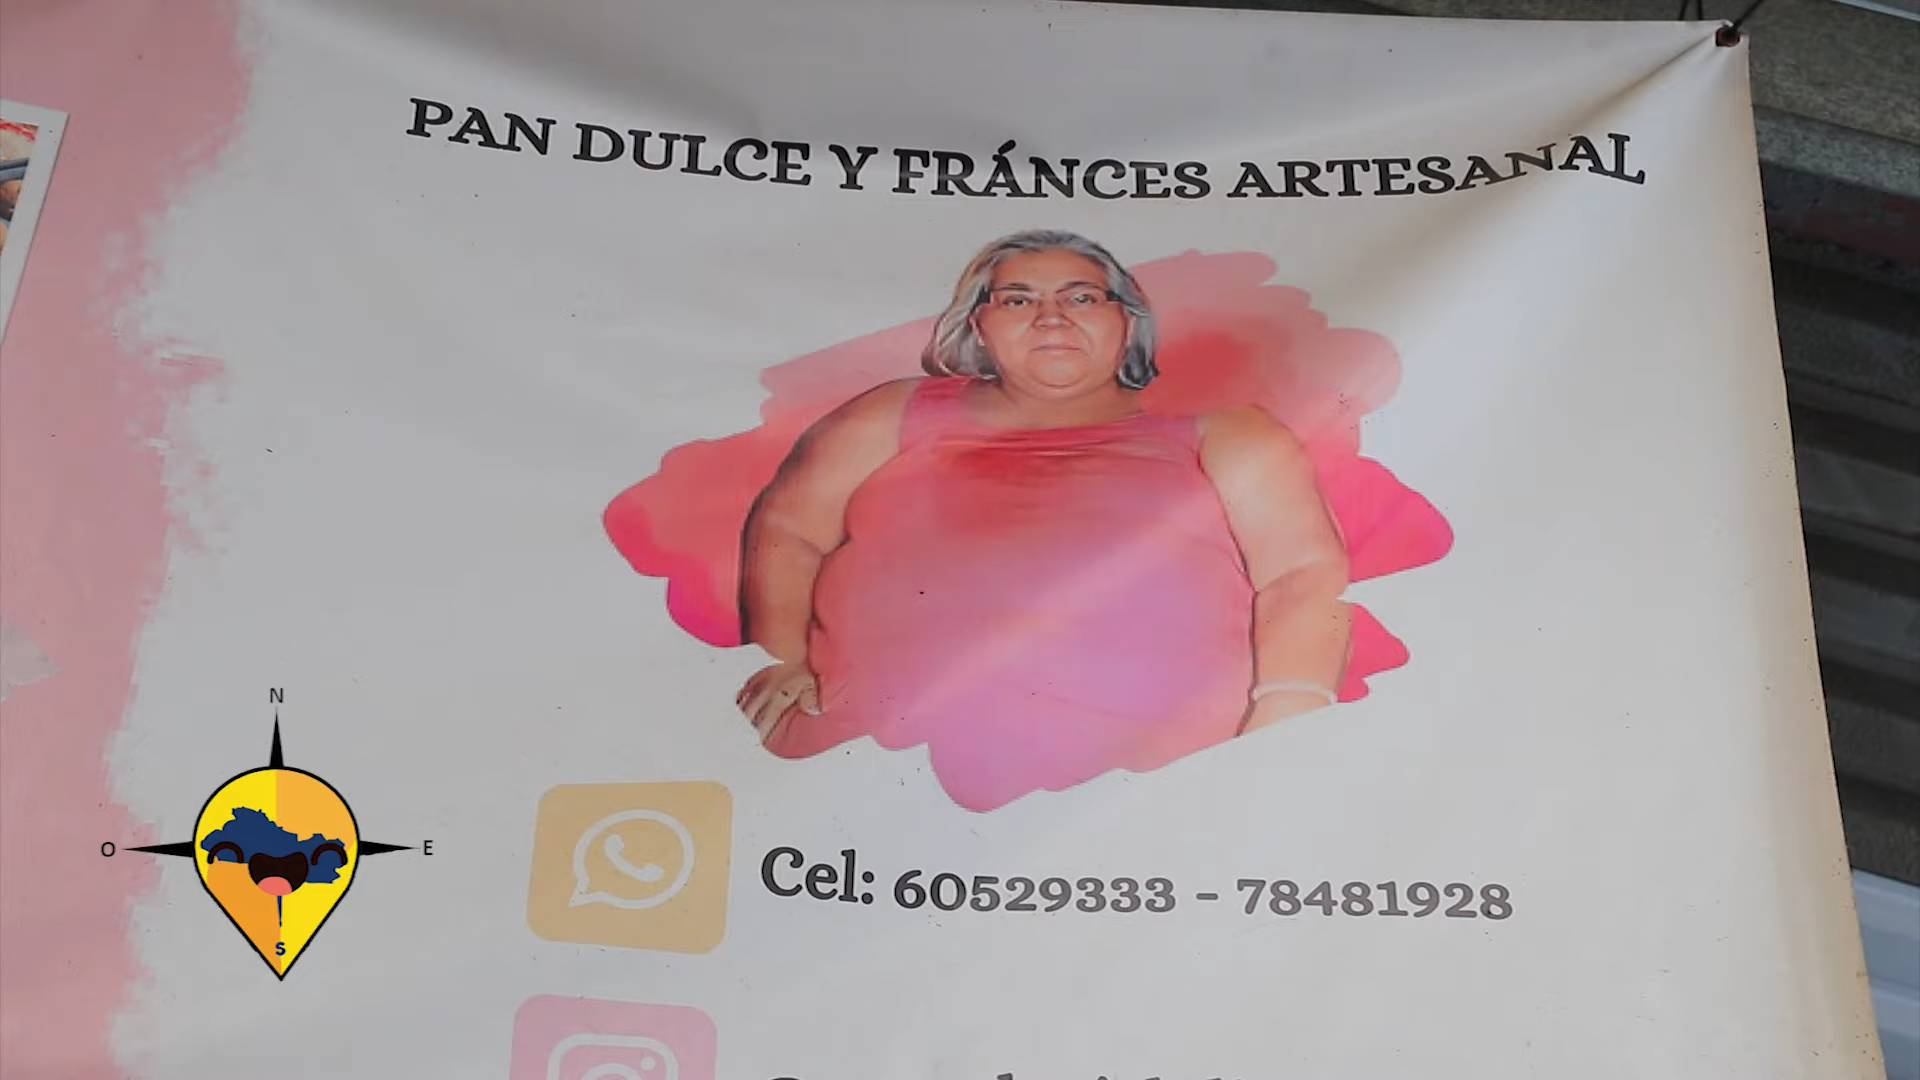 PAN DULCE Y FRÁNCES ARTESANAL
Cel: 60529333 - 78481928
N
O
E
S